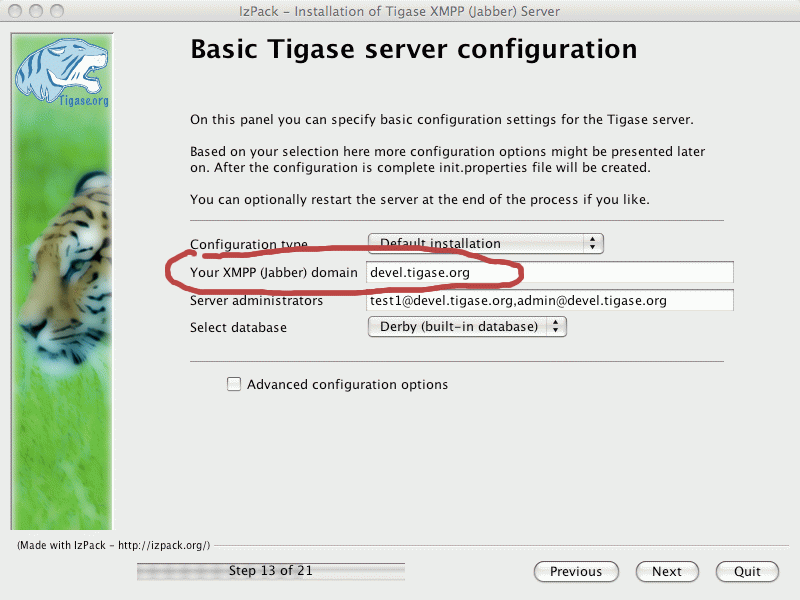 IzPack - Installation of Tigase XMPP (Jabber) Server
Tigase.org
Basic Tigase server configuration
On this panel you can specify basic configuration settings for the Tigase server.
Based on your selection here more configuration options might be presented later
on. After the configuration is complete init.properties file will be created.
You can optionally restart the server at the end of the process if you like.
Configuration type Default installation
Your XMPP (Jabber) domain devel.tigase.org
Server administrators test1@devel.tigase.org,admin@devel.tigase.org
Select database Derby (built-in database)
Advanced configuration options
(Made with IzPack - http://izpack.org/)
Step 13 of 21 Previous Next Quit